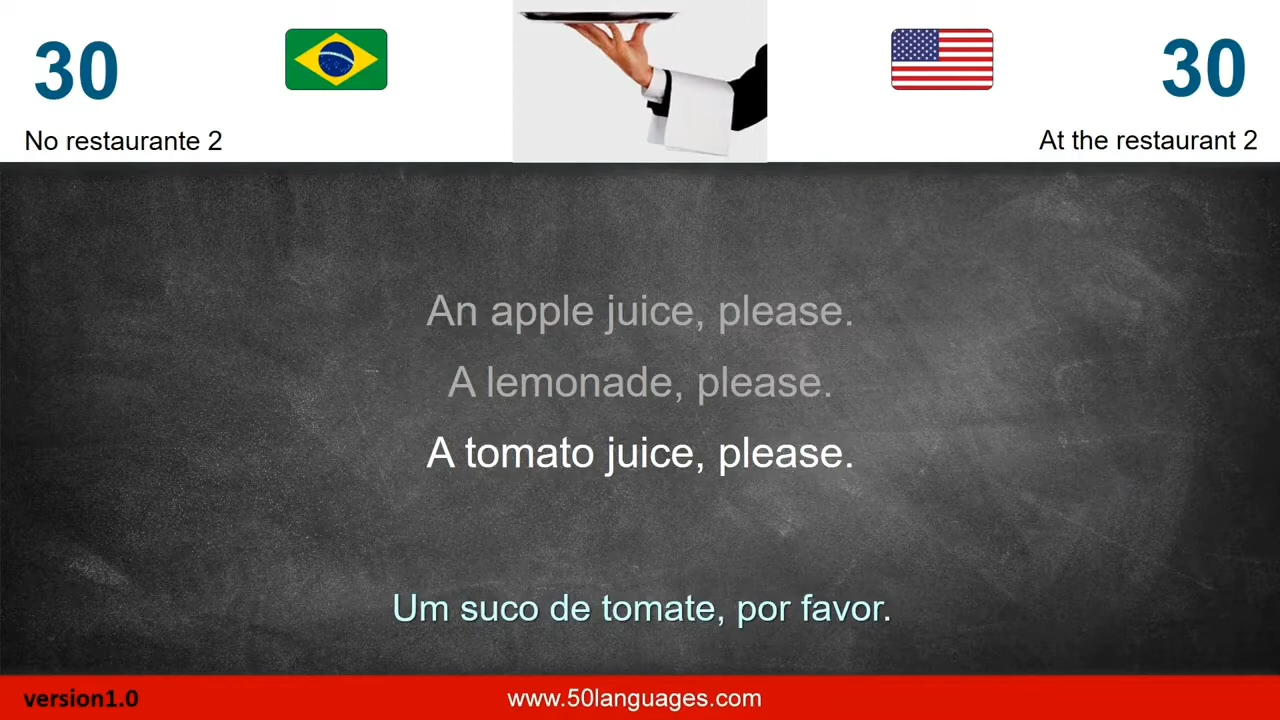 30
30
No restaurante 2
At the restaurant 2
An apple juice, please.
A lemonade, please.
A tomato juice, please.
Um suco de tomate, por favor.
version1.0
www.50languages.com